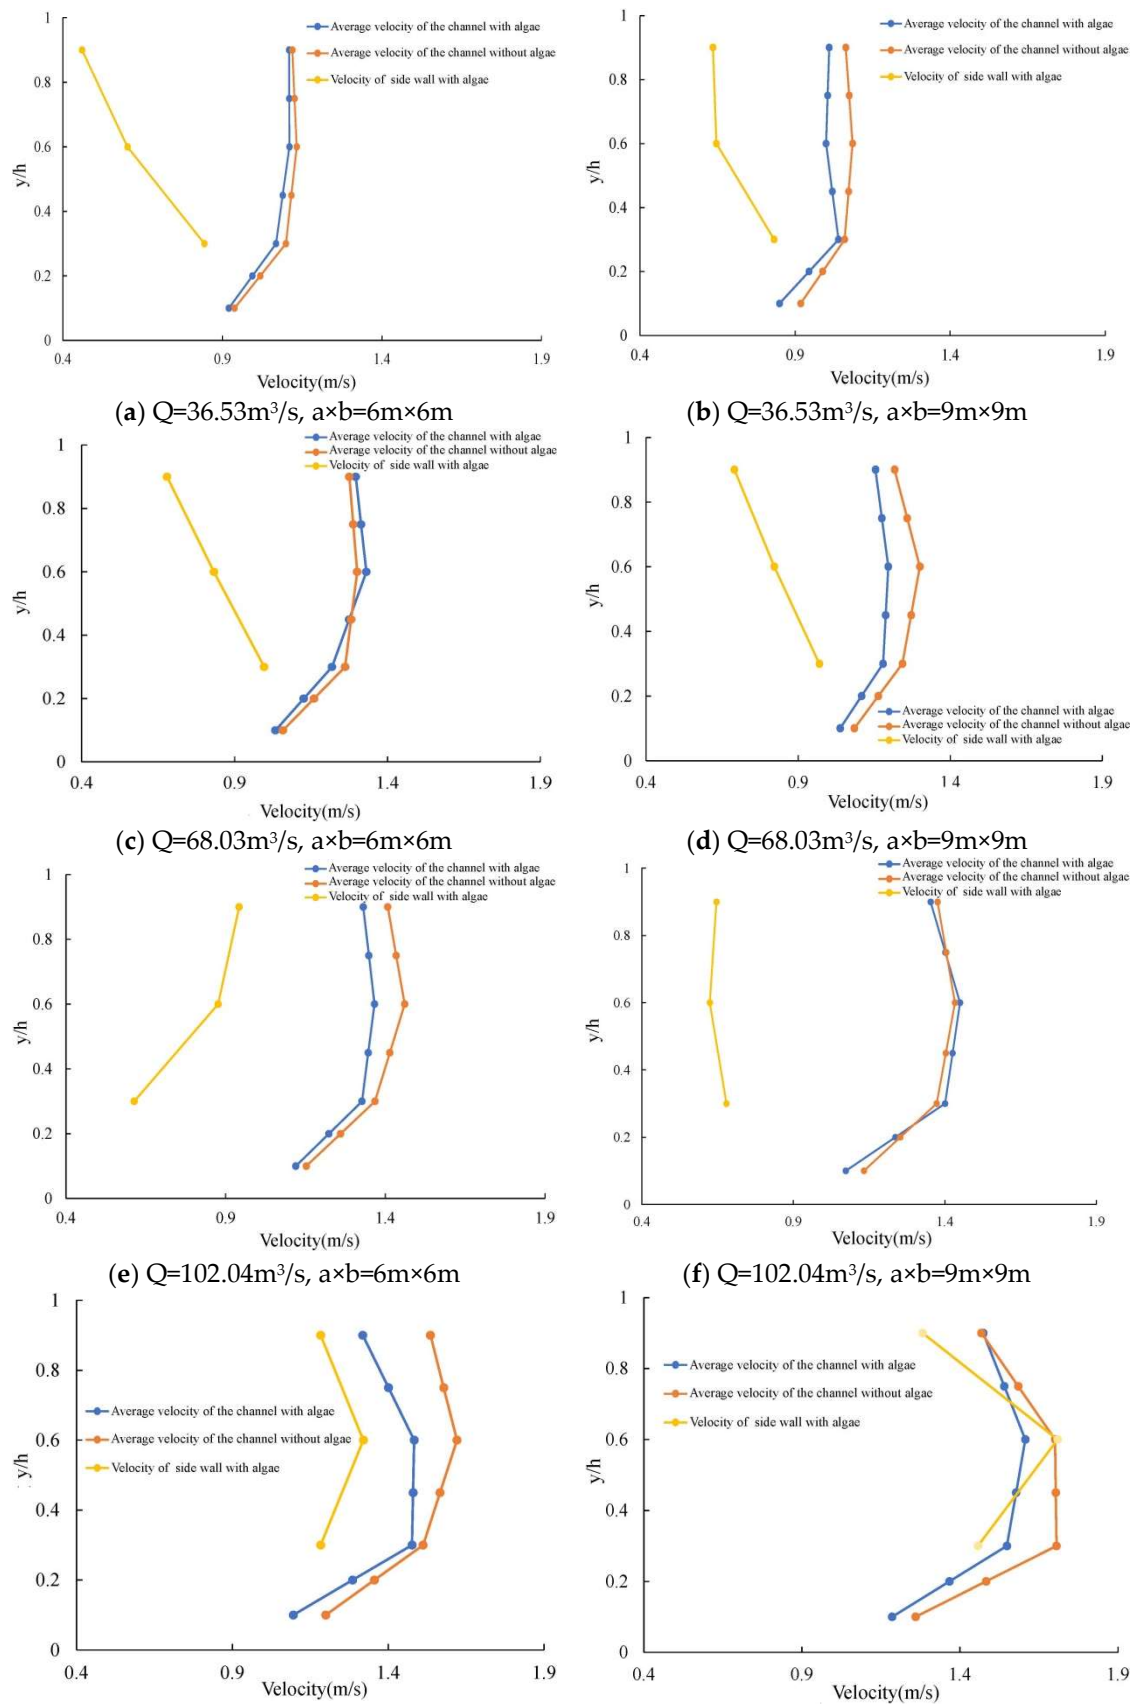 Average velocity of the channel with algae
Average velocity of the channel without algae
Velocity of side wall with algae
1
0.8
0.6
0.4
0.2
0
y/h
0.4 0.9 1.4 1.9
Velocity(m/s)
(a) Q=36.53m³/s, a×b=6m×6m
Average velocity of the channel with algae
Average velocity of the channel without algae
Velocity of side wall with algae
1
0.8
0.6
0.4
0.2
0
y/h
0.4 0.9 1.4 1.9
Velocity(m/s)
(b) Q=36.53m³/s, a×b=9m×9m
Average velocity of the channel with algae
Average velocity of the channel without algae
Velocity of side wall with algae
1
0.8
0.6
0.4
0.2
0
y/h
0.4 0.9 1.4 1.9
Velocity(m/s)
(c) Q=68.03m³/s, a×b=6m×6m
1
0.8
0.6
0.4
0.2
0
y/h
Average velocity of the channel with algae
Average velocity of the channel without algae
Velocity of side wall with algae
0.4 0.9 1.4 1.9
Velocity(m/s)
(d) Q=68.03m³/s, a×b=9m×9m
Average velocity of the channel with algae
Average velocity of the channel without algae
Velocity of side wall with algae
1
0.8
0.6
0.4
0.2
0
y/h
0.4 0.9 1.4 1.9
Velocity(m/s)
(e) Q=102.04m³/s, a×b=6m×6m
Average velocity of the channel with algae
Average velocity of the channel without algae
Velocity of side wall with algae
1
0.8
0.6
0.4
0.2
0
y/h
0.4 0.9 1.4 1.9
Velocity(m/s)
(f) Q=102.04m³/s, a×b=9m×9m
1
0.8
0.6
0.4
0.2
0
y/h
Average velocity of the channel with algae
Average velocity of the channel without algae
Velocity of side wall with algae
0.4 0.9 1.4 1.9
Velocity(m/s)
1
0.8
0.6
0.4
0.2
0
y/h
Average velocity of the channel with algae
Average velocity of the channel without algae
Velocity of side wall with algae
0.4 0.9 1.4 1.9
Velocity(m/s)